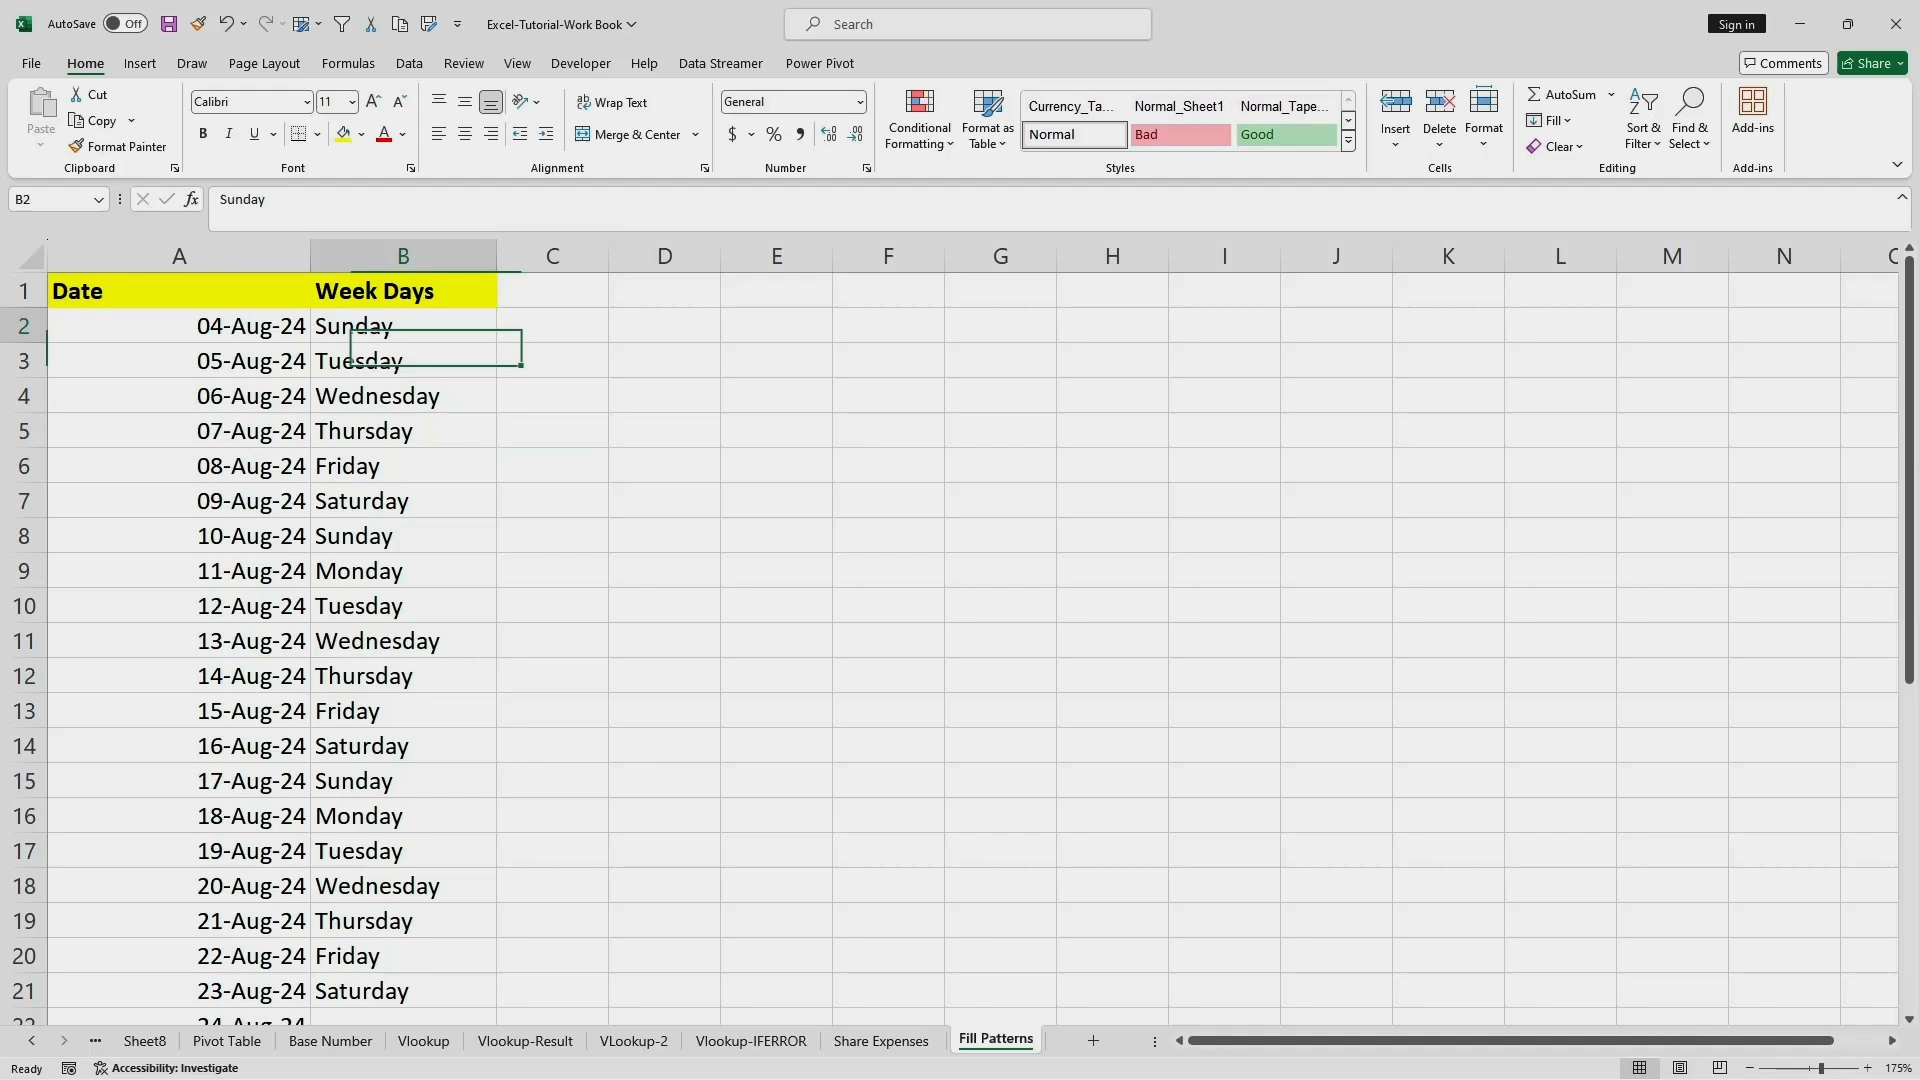 AutoSave Off Excel-Tutorial-Work Book Search Sign in
File Home Insert Draw Page Layout Formulas Data Review View Developer Help Data Streamer Power Pivot Comments Share
Paste Cut Copy Format Painter Clipboard
Calibri 11 A A B I U A Font
ab Wrap Text Merge & Center Alignment
General $ % , Number
Conditional Formatting Format as Table
Currency_Ta... Normal_Sheet1 Normal_Tape...
Normal Bad Good
Styles
Insert Delete Format Cells
AutoSum Fill Clear Sort & Filter Find & Select Editing
Add-ins Add-ins
B2 fx Sunday
A B C D E F G H I J K L M N
1 Date Week Days
2 04-Aug-24 Sunday
3 05-Aug-24 Tuesday
4 06-Aug-24 Wednesday
5 07-Aug-24 Thursday
6 08-Aug-24 Friday
7 09-Aug-24 Saturday
8 10-Aug-24 Sunday
9 11-Aug-24 Monday
10 12-Aug-24 Tuesday
11 13-Aug-24 Wednesday
12 14-Aug-24 Thursday
13 15-Aug-24 Friday
14 16-Aug-24 Saturday
15 17-Aug-24 Sunday
16 18-Aug-24 Monday
17 19-Aug-24 Tuesday
18 20-Aug-24 Wednesday
19 21-Aug-24 Thursday
20 22-Aug-24 Friday
21 23-Aug-24 Saturday
22 24-Aug-24
Sheet8 Pivot Table Base Number Vlookup Vlookup-Result VLookup-2 Vlookup-IFERROR Share Expenses Fill Patterns
Ready Accessibility: Investigate 175%